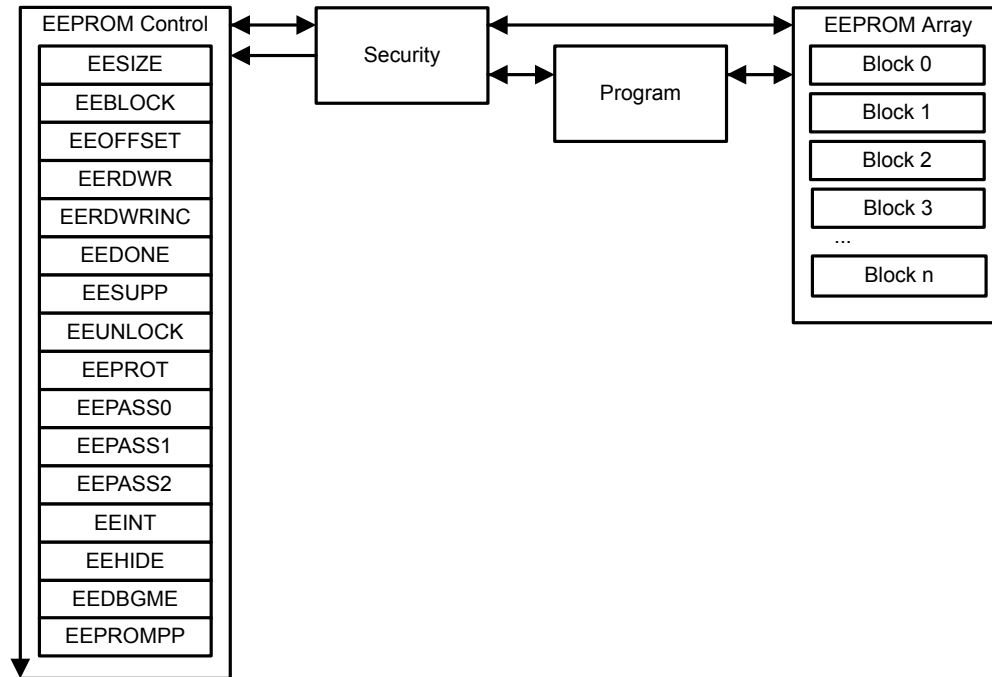 EEPROM Control
EESIZE
EEBLOCK
EEOFFSET
EERDWR
EERDWRINC
EEDONE
EESUPP
EEUNLOCK
EEPROT
EEPASS0
EEPASS1
EEPASS2
EEINT
EEHIDE
EEDBGME
EEPROMPP
Security
Program
EEPROM Array
Block 0
Block 1
Block 2
Block 3
...
Block n